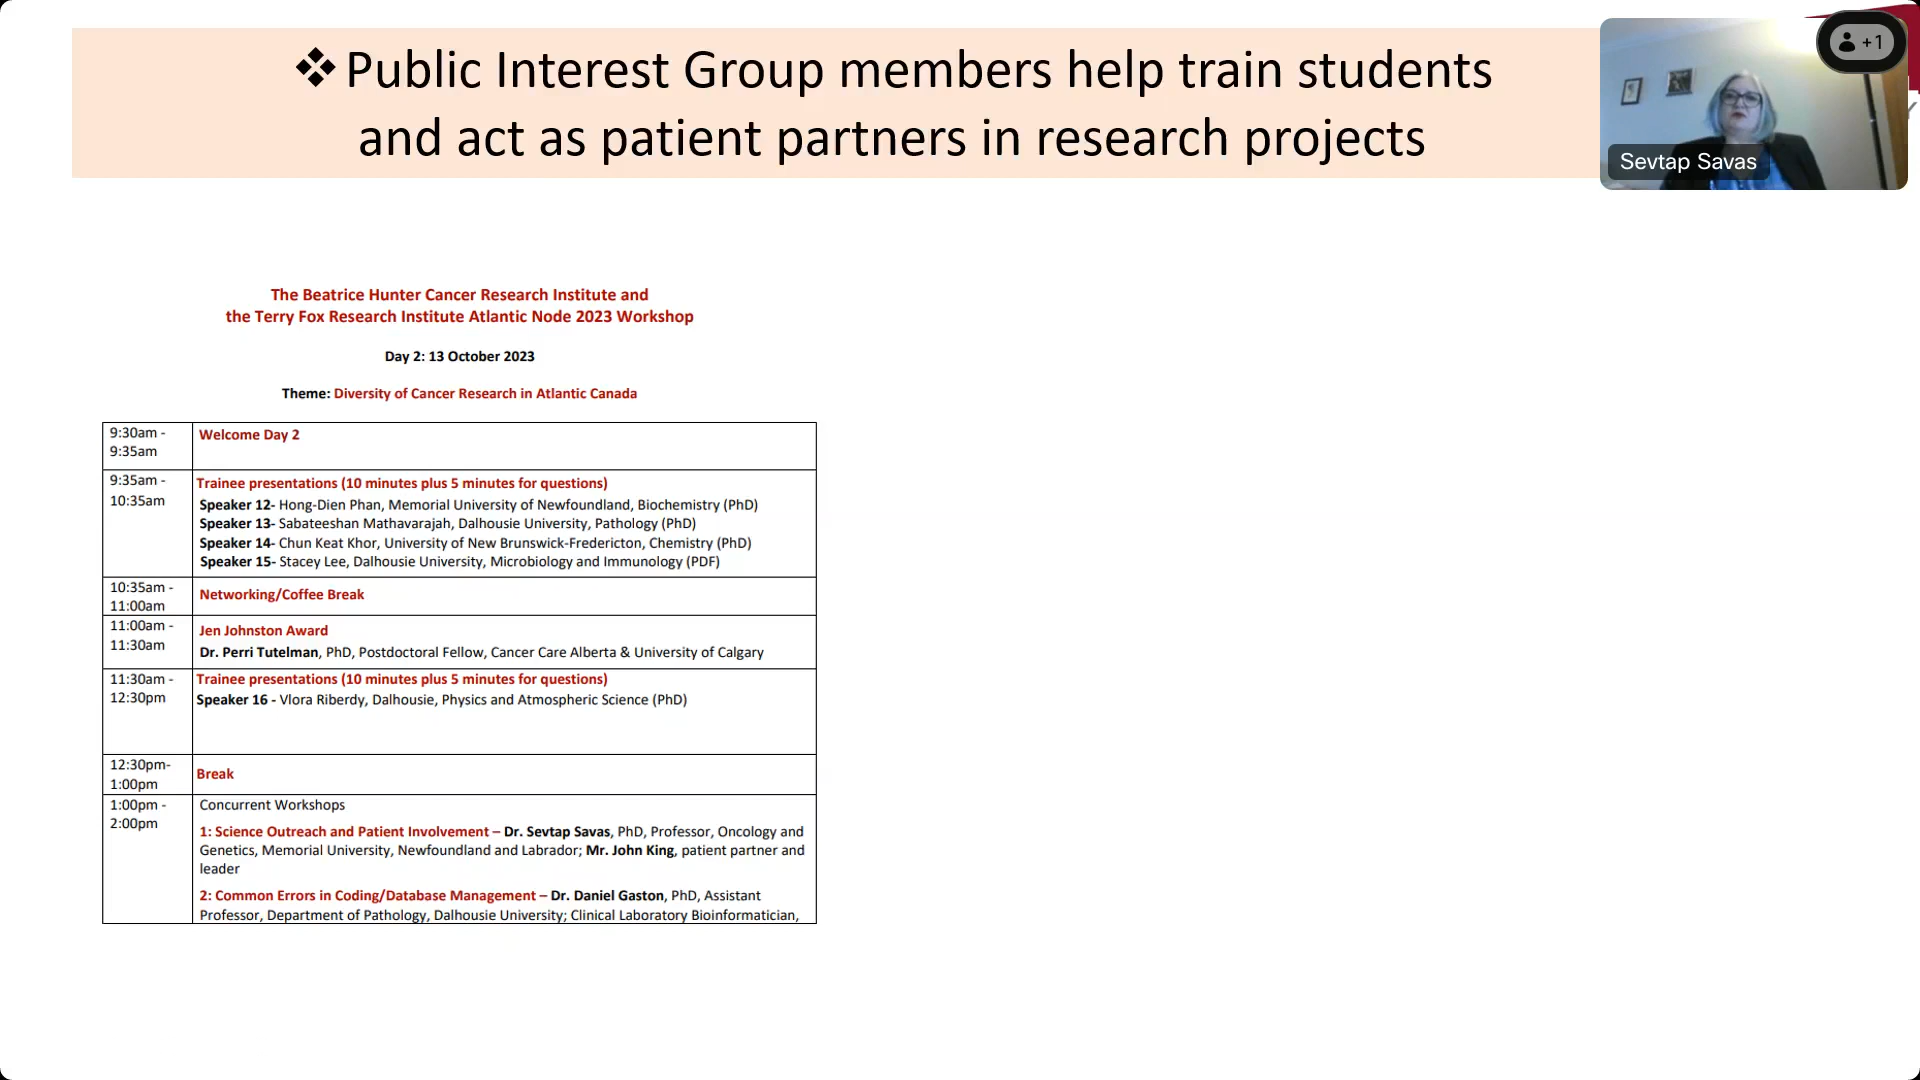 ❖Public Interest Group members help train students
and act as patient partners in research projects
+1
Sevtap Savas
The Beatrice Hunter Cancer Research Institute and
the Terry Fox Research Institute Atlantic Node 2023 Workshop
Day 2: 13 October 2023
Theme: Diversity of Cancer Research in Atlantic Canada
9:30am -
9:35am
Welcome Day 2
9:35am -
10:35am
Trainee presentations (10 minutes plus 5 minutes for questions)
Speaker 12- Hong-Dien Phan, Memorial University of Newfoundland, Biochemistry (PhD)
Speaker 13- Sabateeshan Mathavarajah, Dalhousie University, Pathology (PhD)
Speaker 14- Chun Keat Khor, University of New Brunswick-Fredericton, Chemistry (PhD)
Speaker 15- Stacey Lee, Dalhousie University, Microbiology and Immunology (PDF)
10:35am -
11:00am
Networking/Coffee Break
11:00am -
11:30am
Jen Johnston Award
Dr. Perri Tutelman, PhD, Postdoctoral Fellow, Cancer Care Alberta & University of Calgary
11:30am -
12:30pm
Trainee presentations (10 minutes plus 5 minutes for questions)
Speaker 16 - Vlora Riberdy, Dalhousie, Physics and Atmospheric Science (PhD)
12:30pm-
1:00pm
Break
1:00pm -
2:00pm
Concurrent Workshops
1: Science Outreach and Patient Involvement – Dr. Sevtap Savas, PhD, Professor, Oncology and
Genetics, Memorial University, Newfoundland and Labrador; Mr. John King, patient partner and
leader
2: Common Errors in Coding/Database Management – Dr. Daniel Gaston, PhD, Assistant
Professor, Department of Pathology, Dalhousie University; Clinical Laboratory Bioinformatician,